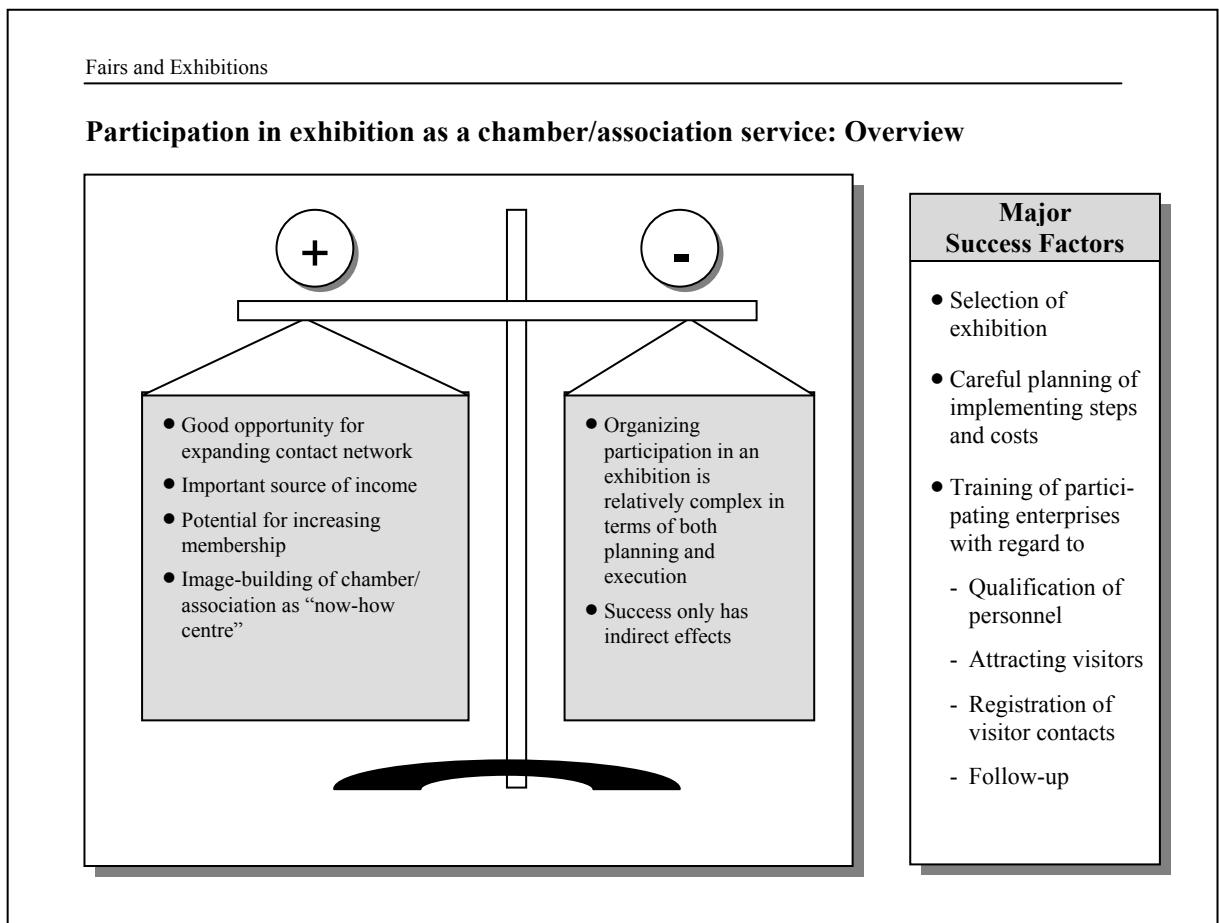 Fairs and Exhibitions
Participation in exhibition as a chamber/association service: Overview
+
-
● Good opportunity for
expanding contact network
● Important source of income
● Potential for increasing
membership
● Image-building of chamber/
association as “now-how
centre”
● Organizing
participation in an
exhibition is
relatively complex in
terms of both
planning and
execution
● Success only has
indirect effects
Major
Success Factors
● Selection of
exhibition
● Careful planning of
implementing steps
and costs
● Training of partici-
pating enterprises
with regard to
- Qualification of
personnel
- Attracting visitors
- Registration of
visitor contacts
- Follow-up